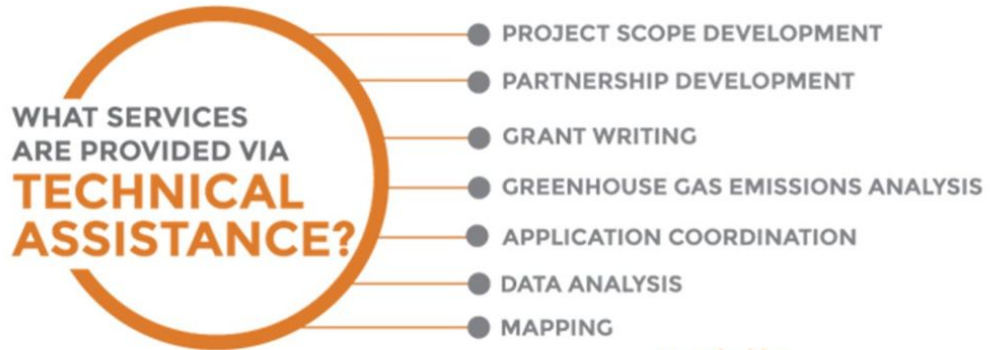 WHAT SERVICES
ARE PROVIDED VIA
TECHNICAL
ASSISTANCE?
PROJECT SCOPE DEVELOPMENT
PARTNERSHIP DEVELOPMENT
GRANT WRITING
GREENHOUSE GAS EMISSIONS ANALYSIS
APPLICATION COORDINATION
DATA ANALYSIS
MAPPING